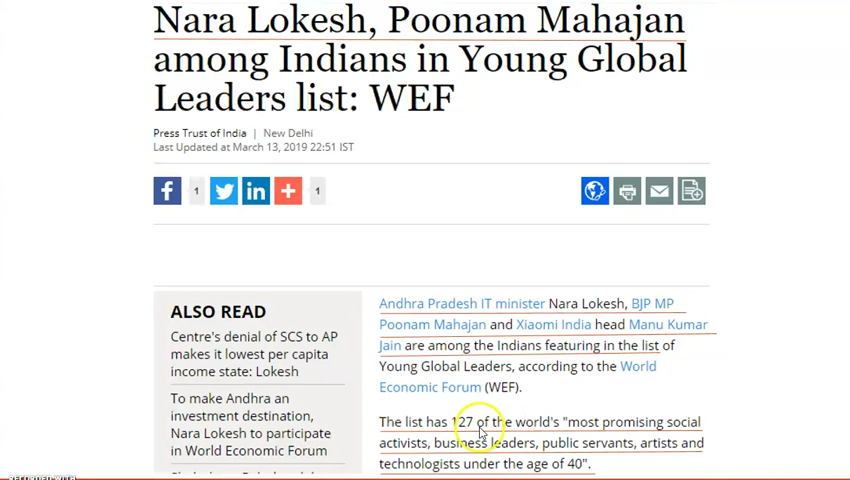 Nara Lokesh, Poonam Mahajan
among Indians in Young Global
Leaders list: WEF
Press Trust of India | New Delhi
Last Updated at March 13, 2019 22:51 IST
f 1 in + 1
ALSO READ
Centre's denial of SCS to AP
makes it lowest per capita
income state: Lokesh
To make Andhra an
investment destination,
Nara Lokesh to participate
in World Economic Forum
Andhra Pradesh IT minister Nara Lokesh, BJP MP
Poonam Mahajan and Xiaomi India head Manu Kumar
Jain are among the Indians featuring in the list of
Young Global Leaders, according to the World
Economic Forum (WEF).
The list has 127 of the world's "most promising social
activists, business leaders, public servants, artists and
technologists under the age of 40".
RECORDED WITH